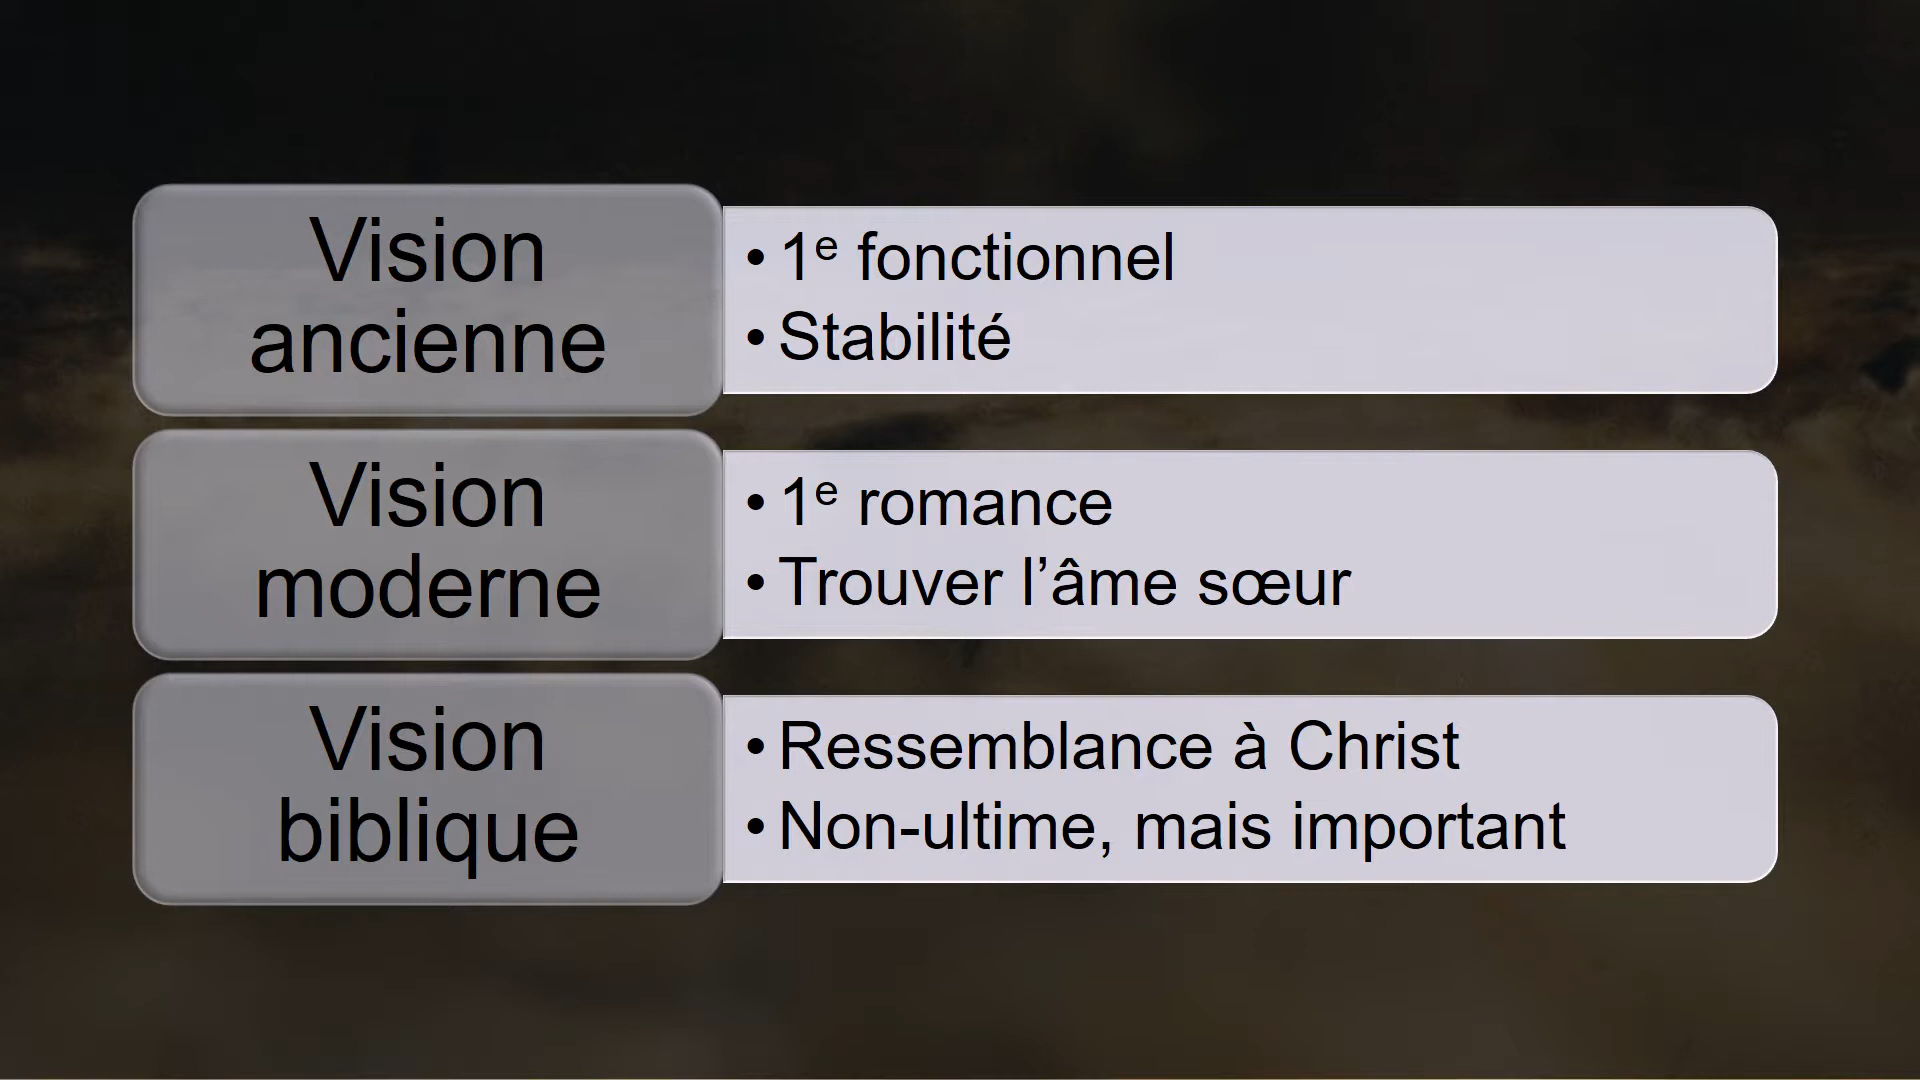 Vision
ancienne
• 1ᵉ fonctionnel
• Stabilité
Vision
moderne
• 1ᵉ romance
• Trouver l’âme sœur
Vision
biblique
• Ressemblance à Christ
• Non-ultime, mais important